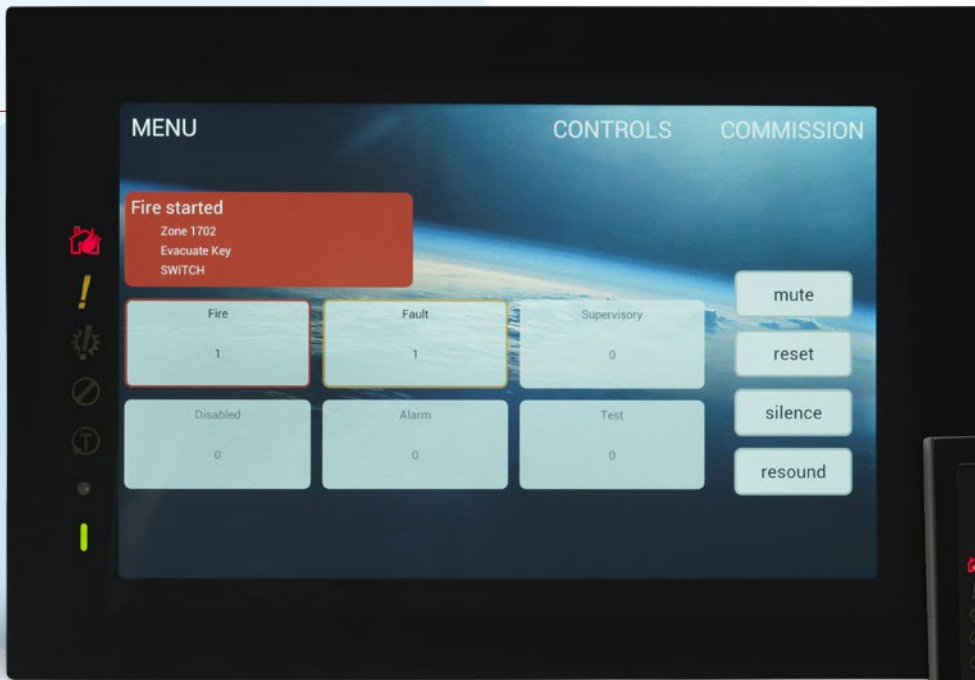 MENU
CONTROLS
COMMISSION
Fire started
Zone 1702
Evacuate Key
SWITCH
Fire
1
Fault
1
Supervisory
0
Disabled
0
Alarm
0
Test
0
mute
reset
silence
resound
T